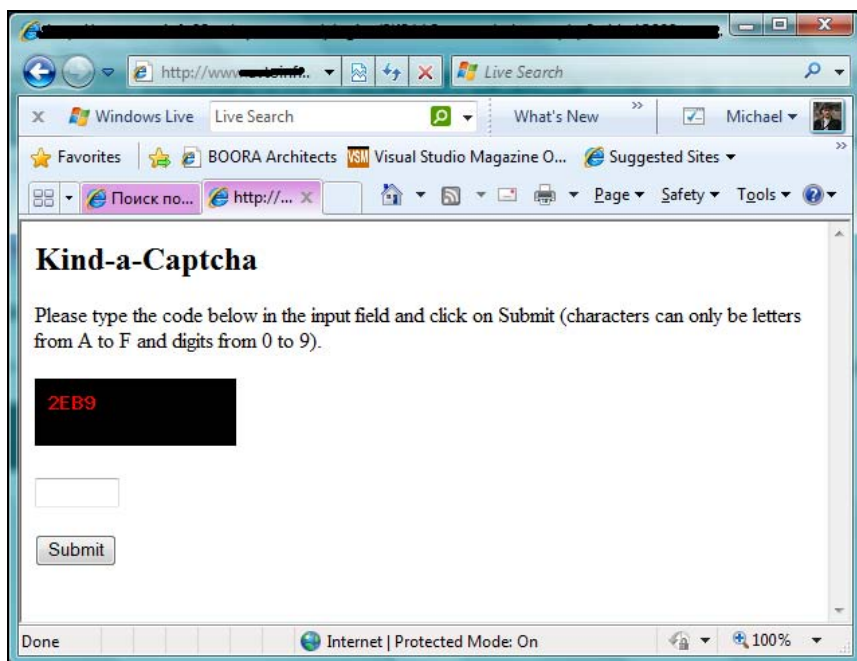 http://www.
Live Search
Windows Live
Live Search
What's New
»
Michael
Favorites
BOORA Architects
VSM Visual Studio Magazine O...
Suggested Sites
»
Поиск по...
http://...
Page
Safety
Tools
Kind-a-Captcha
Please type the code below in the input field and click on Submit (characters can only be letters
from A to F and digits from 0 to 9).
2EB9
Submit
Done
Internet | Protected Mode: On
100%